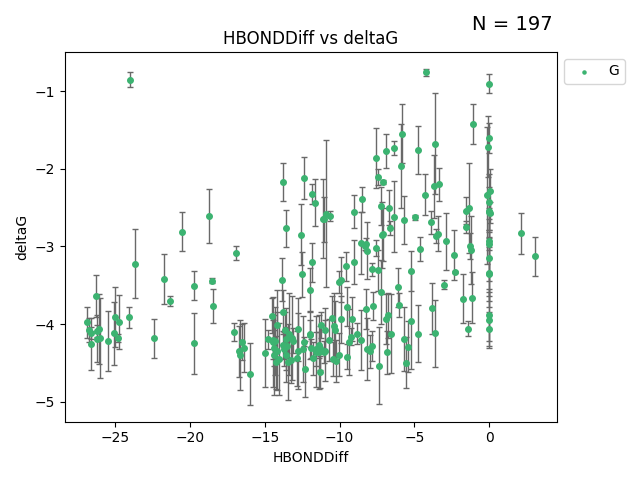 N = 197
HBONDDiff vs deltaG
G
deltaG
−1
−2
−3
−4
−5
−25
−20
−15
−10
−5
0
HBONDDiff